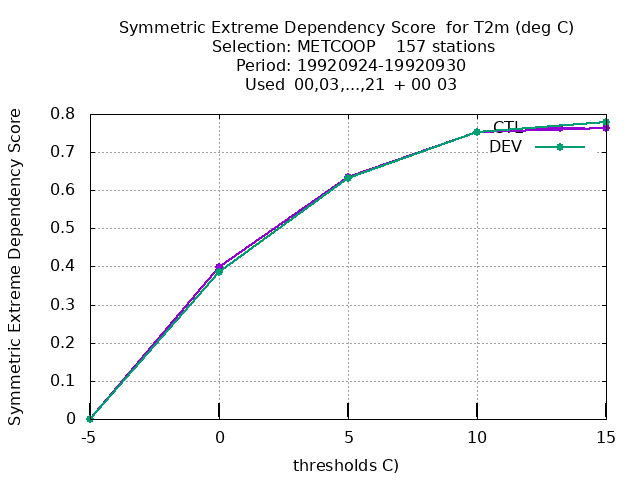 Symmetric Extreme Dependency Score for T2m (deg C)
Selection: METCOOP 157 stations
Period: 19920924-19920930
Used 00,03,...,21 + 00 03
Symmetric Extreme Dependency Score
0.8
0.7
0.6
0.5
0.4
0.3
0.2
0.1
0
CTL
DEV
-5 0 5 10 15
thresholds C)